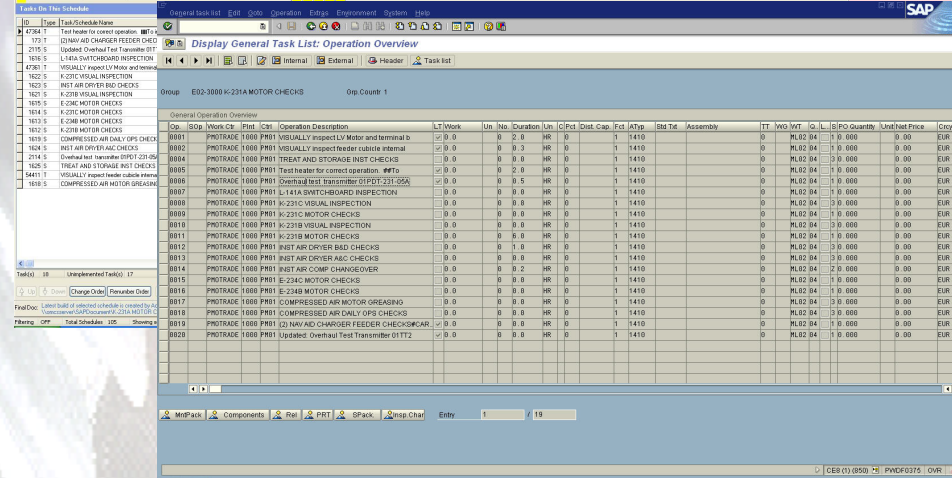 Tasks On This Schedule
ID Type Task/Schedule Name
47364 T Test heater for correct operation. ##To i
173 T (2) NAV AID CHARGER FEEDER CHEC
2115 S Updated: Overhaul Test Transmitter 01T
1616 S L-141A SWITCHBOARD INSPECTION
47361 T VISUALLY inspect LV Motor and terminal
1622 S K-231C VISUAL INSPECTION
1623 S INST AIR DRYER B&D CHECKS
1621 S K-231B VISUAL INSPECTION
1615 S E-234C MOTOR CHECKS
1614 S K-231C MOTOR CHECKS
1613 S E-234B MOTOR CHECKS
1612 S K-231B MOTOR CHECKS
1619 S COMPRESSED AIR DAILY OPS CHECK
1624 S INST AIR DRYER A&C CHECKS
2114 S Overhaul test transmitter 01PDT-231-05
1625 S TREAT AND STORAGE INST CHECKS
54411 T VISUALLY inspect feeder cubicle interna
1618 S COMPRESSED AIR MOTOR GREASING
Task(s) 18 Unimplemented Task(s) 17
Up Down Change Order Renumber Order
Final Doc: Latest build of selected schedule is created by Ac
Filtering OFF Total Schedules 105 Showing
General task list Edit Goto Operation Extras Environment System Help
SAP
Display General Task List: Operation Overview
Internal External Header Task list
Group E02-3000 K-231A MOTOR CHECKS Grp.Countr 1
General Operation Overview
Op. SOp Work Ctr Plnt Ctrl Operation Description LT Work Un No. Duration Un C Pct Dist. Cap. Fct ATyp Std Txt Assembly TT WG WT Q.. L.. S PO Quantity Unit Net Price Crcy
0001 PMOTRADE 1000 PM01 VISUALLY inspect LV Motor and terminal b 0.0 0 2.0 HR 0 1 1410 0 ML02 04 1 0.000 0.00 EUR
0002 PMOTRADE 1000 PM01 VISUALLY inspect feeder cubicle internal 0.0 0 0.3 HR 0 1 1410 0 ML02 04 1 0.000 0.00 EUR
0004 PMOTRADE 1000 PM01 TREAT AND STORAGE INST CHECKS 0.0 0 0.0 HR 0 1 1410 0 ML02 04 3 0.000 0.00 EUR
0005 PMOTRADE 1000 PM01 Test heater for correct operation. ##To 0.0 0 2.0 HR 0 1 1410 0 ML02 04 1 0.000 0.00 EUR
0006 PMOTRADE 1000 PM01 Overhaul test transmitter 01PDT-231-05A 0.0 0 0.5 HR 0 1 1410 0 ML02 04 1 0.000 0.00 EUR
0007 PMOTRADE 1000 PM01 L-141A SWITCHBOARD INSPECTION 0.0 0 0.0 HR 0 1 1410 0 ML02 04 1 0.000 0.00 EUR
0008 PMOTRADE 1000 PM01 K-231C VISUAL INSPECTION 0.0 0 0.0 HR 0 1 1410 0 ML02 04 3 0.000 0.00 EUR
0009 PMOTRADE 1000 PM01 K-231C MOTOR CHECKS 0.0 0 0.0 HR 0 1 1410 0 ML02 04 1 0.000 0.00 EUR
0010 PMOTRADE 1000 PM01 K-231B VISUAL INSPECTION 0.0 0 0.0 HR 0 1 1410 0 ML02 04 3 0.000 0.00 EUR
0011 PMOTRADE 1000 PM01 K-231B MOTOR CHECKS 0.0 0 6.0 HR 0 1 1410 0 ML02 04 1 0.000 0.00 EUR
0012 PMOTRADE 1000 PM01 INST AIR DRYER B&D CHECKS 0.0 0 1.0 HR 0 1 1410 0 ML02 04 3 0.000 0.00 EUR
0013 PMOTRADE 1000 PM01 INST AIR DRYER A&C CHECKS 0.0 0 0.0 HR 0 1 1410 0 ML02 04 3 0.000 0.00 EUR
0014 PMOTRADE 1000 PM01 INST AIR COMP CHANGEOVER 0.0 0 0.2 HR 0 1 1410 0 ML02 04 2 0.000 0.00 EUR
0015 PMOTRADE 1000 PM01 E-234C MOTOR CHECKS 0.0 0 0.0 HR 0 1 1410 0 ML02 04 1 0.000 0.00 EUR
0016 PMOTRADE 1000 PM01 E-234B MOTOR CHECKS 0.0 0 0.0 HR 0 1 1410 0 ML02 04 1 0.000 0.00 EUR
0017 PMOTRADE 1000 PM01 COMPRESSED AIR MOTOR GREASING 0.0 0 0.0 HR 0 1 1410 0 ML02 04 3 0.000 0.00 EUR
0018 PMOTRADE 1000 PM01 COMPRESSED AIR DAILY OPS CHECKS 0.0 0 0.0 HR 0 1 1410 0 ML02 04 3 0.000 0.00 EUR
0019 PMOTRADE 1000 PM01 (2) NAV AID CHARGER FEEDER CHECKS#CAR.. 0.0 0 0.0 HR 0 1 1410 0 ML02 04 1 0.000 0.00 EUR
0020 PMOTRADE 1000 PM01 Updated: Overhaul Test Transmitter 01TT2 0.0 0 0.0 HR 0 1 1410 0 ML02 04 1 0.000 0.00 EUR
MntPack Components Rel PRT SPack. Insp.Char Entry 1 / 19
CE8 (1) (850) PWDF0375 OVR